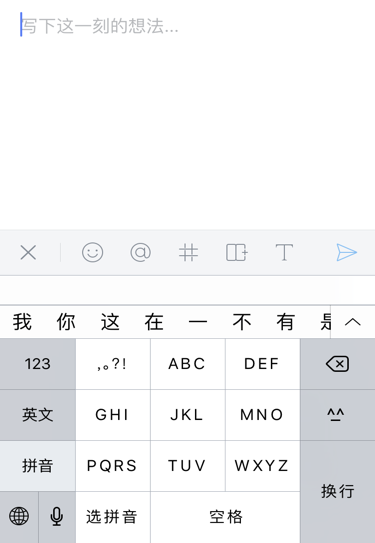 写下这一刻的想法...
@ # T
我 你 这 在 一 不 有 是
123 ,。?! ABC DEF
英文 GHI JKL MNO ^^
拼音 PQRS TUV WXYZ 换行
选拼音 空格